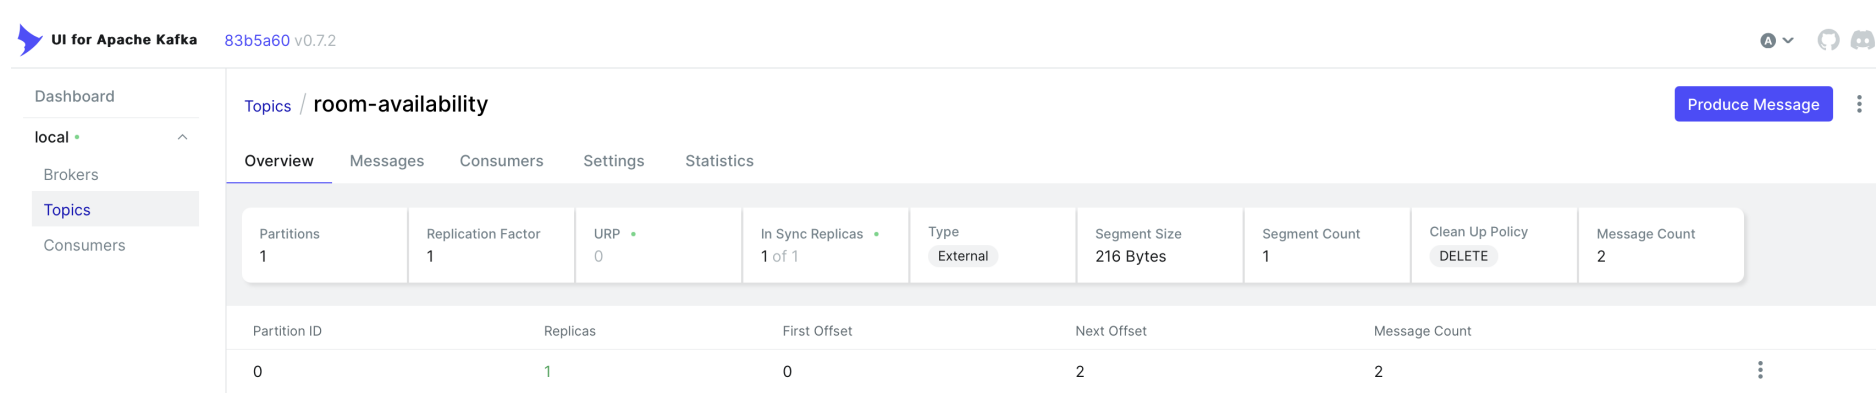 UI for Apache Kafka 83b5a60 v0.7.2 A
Dashboard
local
Brokers
Topics
Consumers
Topics / room-availability
Produce Message
Overview Messages Consumers Settings Statistics
Partitions Replication Factor URP In Sync Replicas Type Segment Size Segment Count Clean Up Policy Message Count
1 1 0 1 of 1 External 216 Bytes 1 DELETE 2
Partition ID Replicas First Offset Next Offset Message Count
0 1 0 2 2